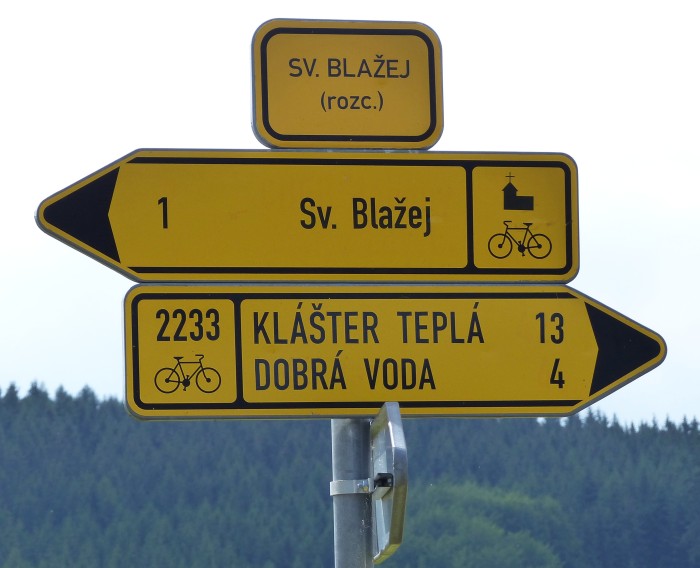 SV. BLAŽEJ
(rozc.)
1 Sv. Blažej
2233
KLÁŠTER TEPLÁ 13
DOBRÁ VODA 4